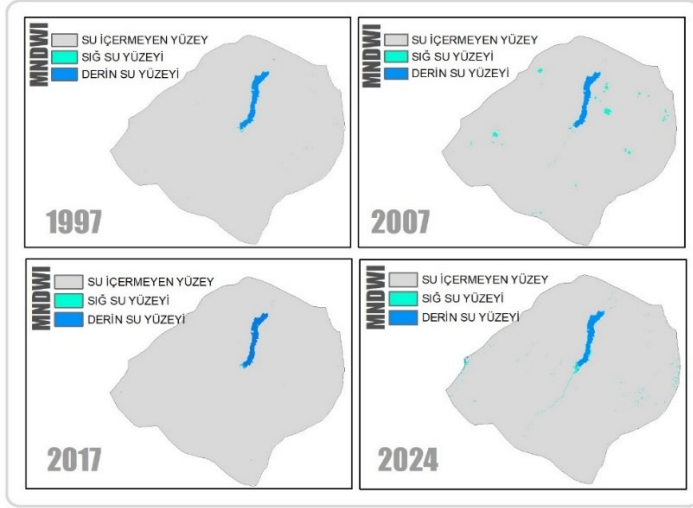 MNDWI
SU İÇERMEYEN YÜZEY
SIĞ SU YÜZEYİ
DERİN SU YÜZEYİ
1997
MNDWI
SU İÇERMEYEN YÜZEY
SIĞ SU YÜZEYİ
DERİN SU YÜZEYİ
2007
MNDWI
SU İÇERMEYEN YÜZEY
SIĞ SU YÜZEYİ
DERİN SU YÜZEYİ
2017
MNDWI
SU İÇERMEYEN YÜZEY
SIĞ SU YÜZEYİ
DERİN SU YÜZEYİ
2024